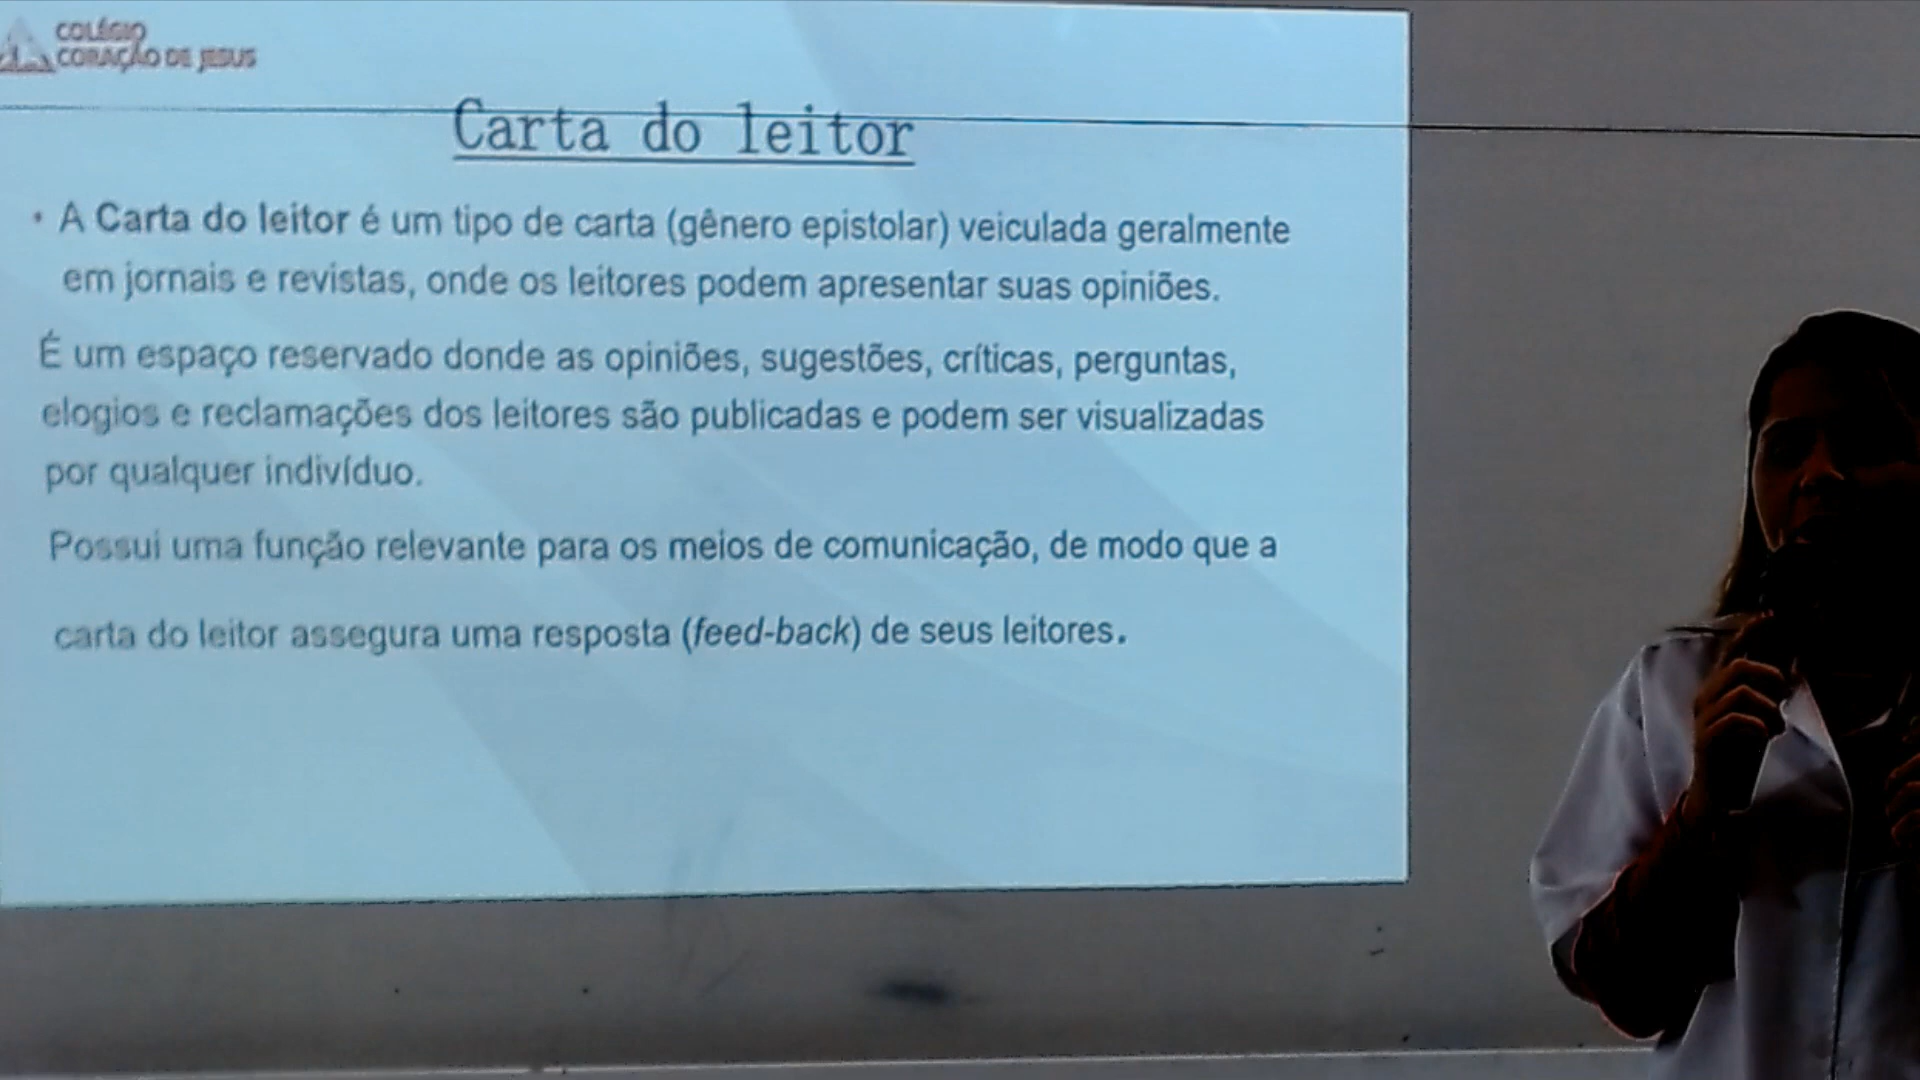 COLÉGIO
CORAÇÃO DE JESUS
Carta do leitor
• A Carta do leitor é um tipo de carta (gênero epistolar) veiculada geralmente
em jornais e revistas, onde os leitores podem apresentar suas opiniões.
É um espaço reservado donde as opiniões, sugestões, críticas, perguntas,
elogios e reclamações dos leitores são publicadas e podem ser visualizadas
por qualquer indivíduo.
Possui uma função relevante para os meios de comunicação, de modo que a
carta do leitor assegura uma resposta (feed-back) de seus leitores.